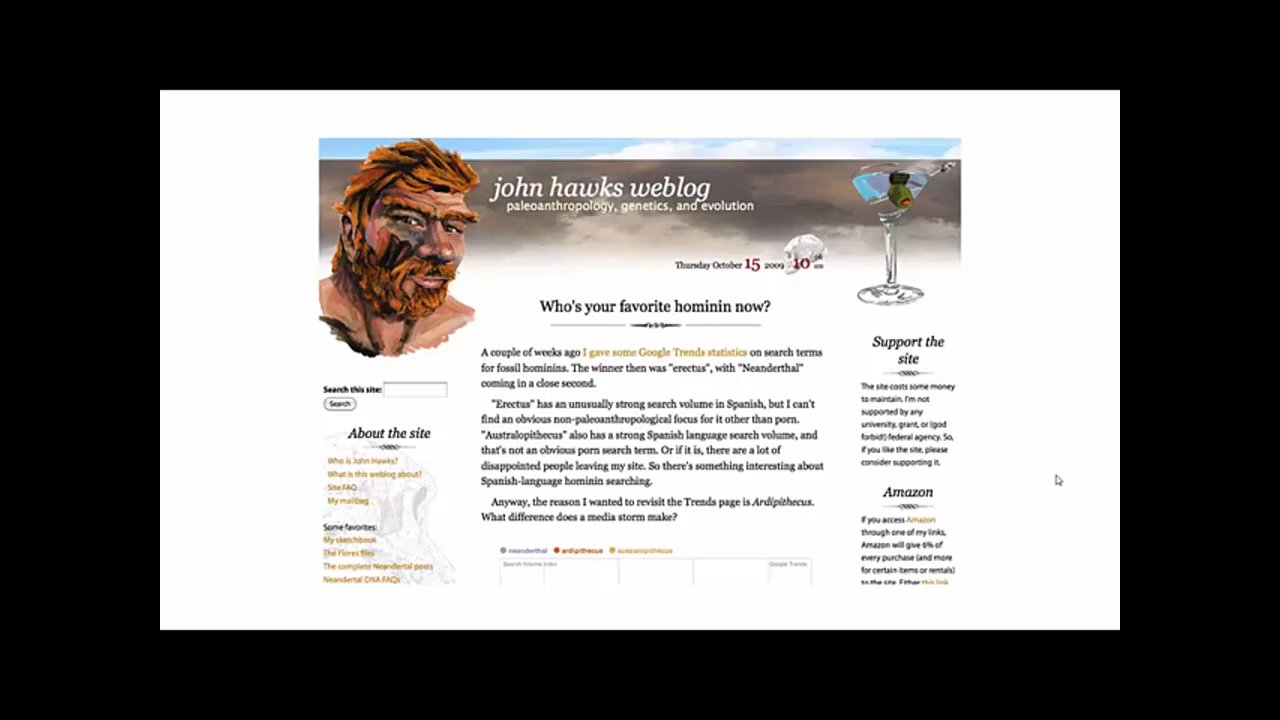 john hawks weblog
paleoanthropology, genetics, and evolution
Thursday October 15 2009 10
Who's your favorite hominin now?
A couple of weeks ago I gave some Google Trends statistics on search terms
for fossil hominins. The winner then was "erectus", with "Neanderthal"
coming in a close second.
"Erectus" has an unusually strong search volume in Spanish, but I can't
find an obvious non-paleoanthropological focus for it other than porn.
"Australopithecus" also has a strong Spanish language search volume, and
that's not an obvious porn search term. Or if it is, there are a lot of
disappointed people leaving my site. So there's something interesting about
Spanish-language hominin searching.
Anyway, the reason I wanted to revisit the Trends page is Ardipithecus.
What difference does a media storm make?
neanderthal ardipithecus australopithecus
Search Volume index Google Trends
Search this site:
Search
About the site
Who is John Hawks?
What is this weblog about?
Site FAQ
My mailbag
Some favorites:
My sketchbook
The Flores files
The complete Neandertal posts
Neandertal DNA FAQs
Support the
site
The site costs some money
to maintain. I'm not
supported by any
university, grant, or (god
forbid!) federal agency. So,
if you like the site, please
consider supporting it.
Amazon
If you access Amazon
through one of my links,
Amazon will give 6% of
every purchase (and more
for certain items or rentals)
to the site. Either this link